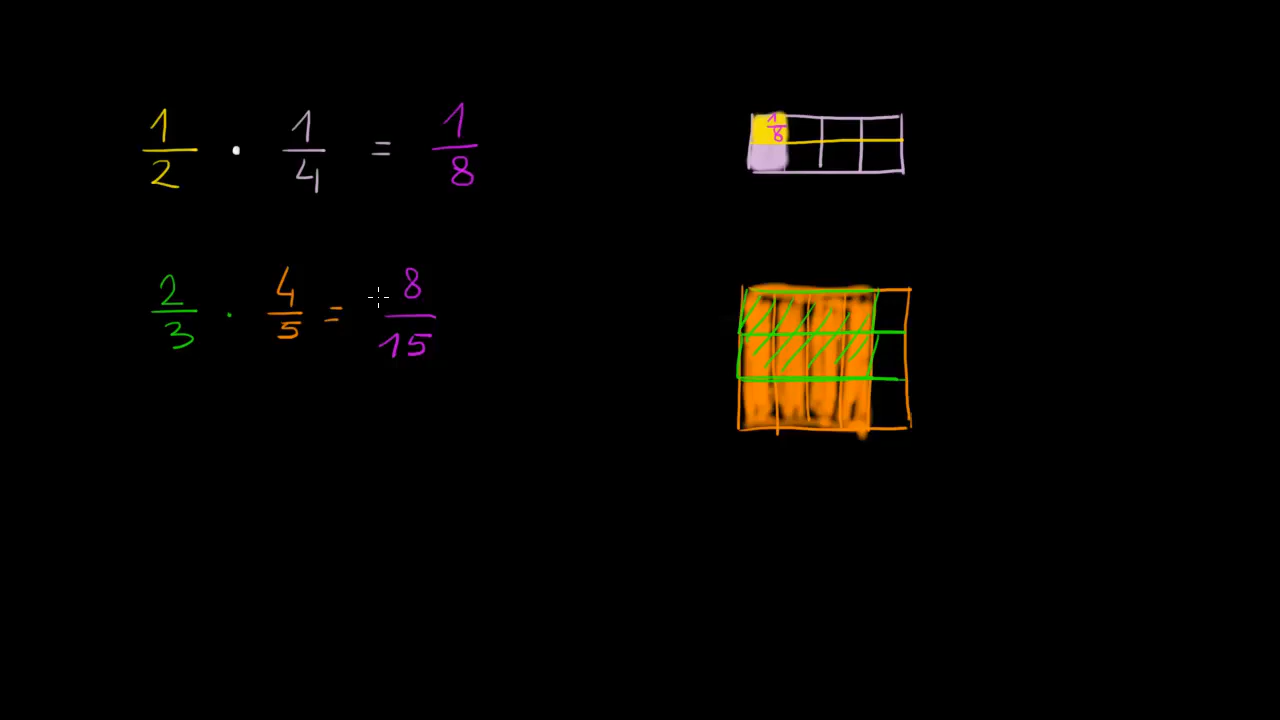 1/2 · 1/4 = 1/8
1/8
2/3 · 4/5 = 8/15